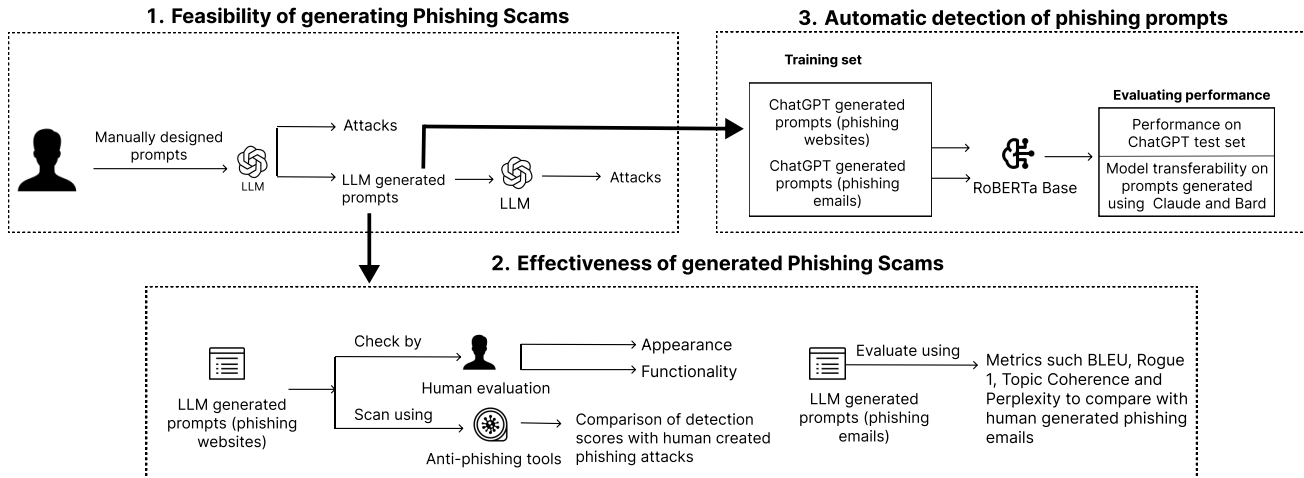 1. Feasibility of generating Phishing Scams
Manually designed
prompts
LLM
Attacks
LLM generated
prompts
LLM
Attacks
3. Automatic detection of phishing prompts
Training set
ChatGPT generated
prompts (phishing
websites)
ChatGPT generated
prompts (phishing
emails)
RoBERTa Base
Evaluating performance
Performance on
ChatGPT test set
Model transferability on
prompts generated
using Claude and Bard
2. Effectiveness of generated Phishing Scams
LLM generated
prompts (phishing
websites)
Check by
Human evaluation
Appearance
Functionality
Scan using
Anti-phishing tools
Comparison of detection
scores with human created
phishing attacks
LLM generated
prompts (phishing
emails)
Evaluate using
Metrics such BLEU, Rogue
1, Topic Coherence and
Perplexity to compare with
human generated phishing
emails